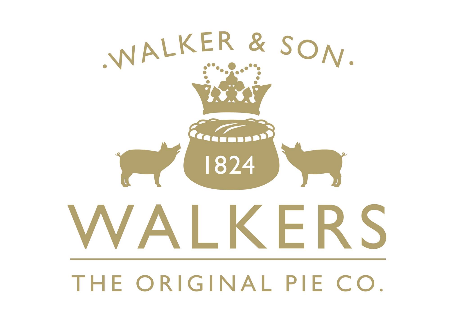 ·WALKER & SON·
1824
WALKERS
THE ORIGINAL PIE CO.